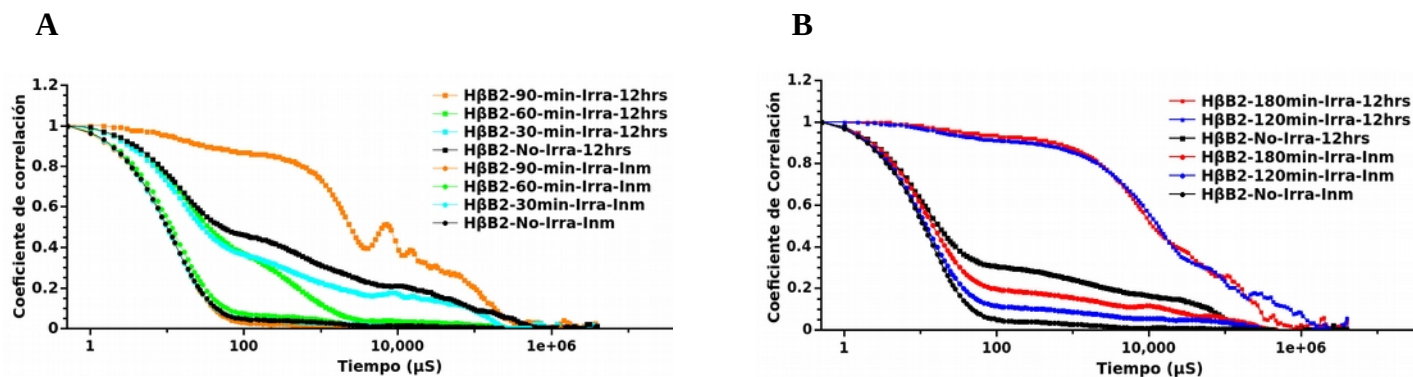 A
B
1.2
1
0.8
0.6
0.4
0.2
0
Coeficiente de correlación
1
100
10,000
1e+06
Tiempo (µS)
HβB2-90-min-Irra-12hrs
HβB2-60-min-Irra-12hrs
HβB2-30-min-Irra-12hrs
HβB2-No-Irra-12hrs
HβB2-90-min-Irra-Inm
HβB2-60-min-Irra-Inm
HβB2-30min-Irra-Inm
HβB2-No-Irra-Inm
1.2
1
0.8
0.6
0.4
0.2
0
Coeficiente de Correlación
1
100
10,000
1e+06
Tiempo (µS)
HβB2-180min-Irra-12hrs
HβB2-120min-Irra-12hrs
HβB2-No-Irra-12hrs
HβB2-180min-Irra-Inm
HβB2-120min-Irra-Inm
HβB2-No-Irra-Inm